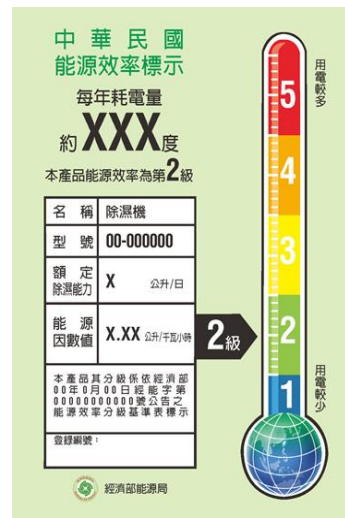 中華民國
能源效率標示
每年耗電量
約XXX度
本產品能源效率為第2級
名稱 除濕機
型號 00-000000
額定除濕能力 X 公升/日
能源因數值 X.XX 公升/千瓦小時
本產品其分級係依經濟部
00年0月00日經能字第
00000000000號公告之
能源效率分級基準表標示
登錄編號：
經濟部能源局
用電較多
5
4
3
2級
2
1
用電較少